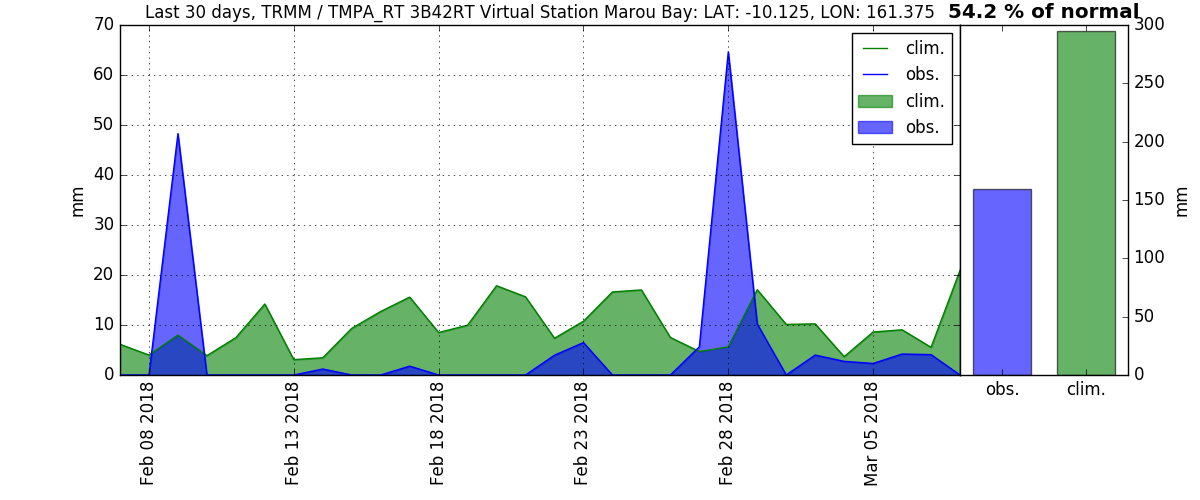 Last 30 days, TRMM / TMPA_RT 3B42RT Virtual Station Marou Bay: LAT: -10.125, LON: 161.375
54.2 % of normal
70
60
50
40
30
20
10
0
mm
clim.
obs.
clim.
obs.
Feb 08 2018
Feb 13 2018
Feb 18 2018
Feb 23 2018
Feb 28 2018
Mar 05 2018
300
250
200
150
100
50
0
mm
obs.
clim.